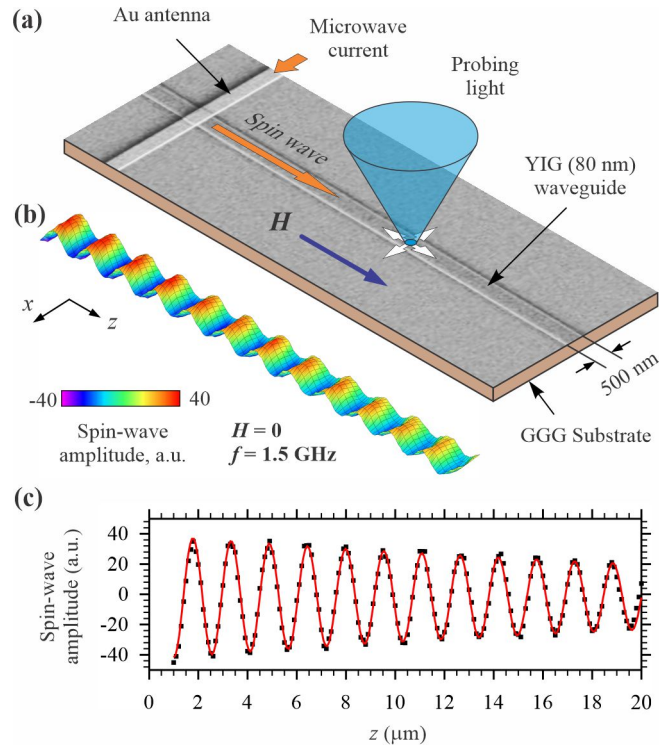 (a)
Au antenna
Microwave
current
Probing
light
Spin wave
YIG (80 nm)
waveguide
H
(b)
x
z
500 nm
-40
40
GGG Substrate
Spin-wave
amplitude, a.u.
H = 0
f = 1.5 GHz
(c)
Spin-wave
amplitude (a.u.)
40
20
0
-20
-40
0 2 4 6 8 10 12 14 16 18 20
z (μm)